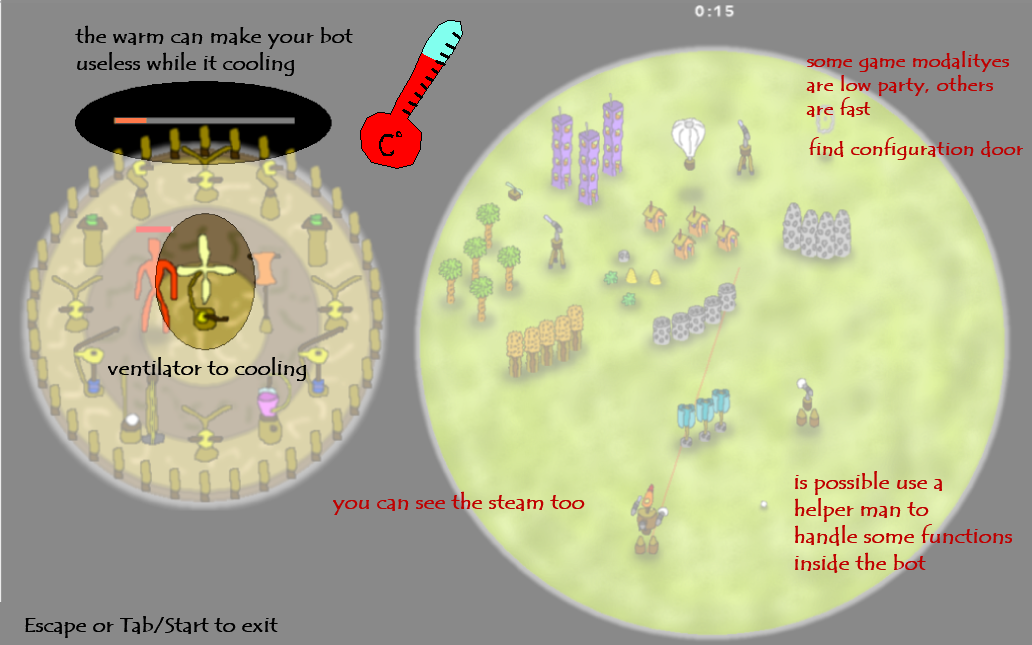 0:15
the warm can make your bot
useless while it cooling
C°
some game modalityes
are low party, others
are fast
find configuration door
ventilator to cooling
you can see the steam too
is possible use a
helper man to
handle some functions
inside the bot
Escape or Tab/Start to exit